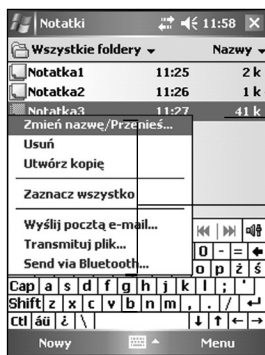 Notatki 11:58
Wszystkie foldery Nazwy
Notatka1 11:25 2 k
Notatka2 11:26 1 k
Notatka3 11:27 41 k
Zmień nazwę/Przenieś...
Usuń
Utwórz kopię
Zaznacz wszystko
Wyślij pocztą e-mail...
Transmituj plik...
Send via Bluetooth...
0 - =
o p ż ś
Cap a s d f g h j k l ; '
Shift z x c v b n m , . /
Ctl áü ¿ \
Nowy Menu